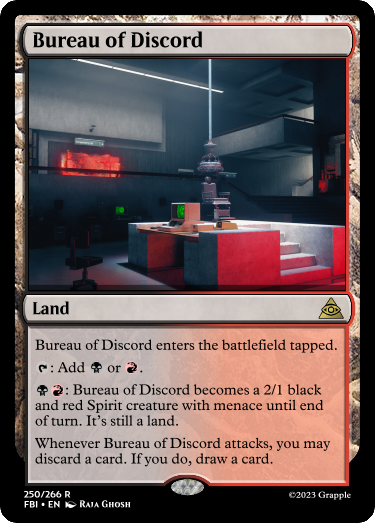 Bureau of Discord
Land
Bureau of Discord enters the battlefield tapped.
: Add or .
: Bureau of Discord becomes a 2/1 black
and red Spirit creature with menace until end
of turn. It's still a land.
Whenever Bureau of Discord attacks, you may
discard a card. If you do, draw a card.
250/266 R
FBI • EN Raja Ghosh
©2023 Grapple